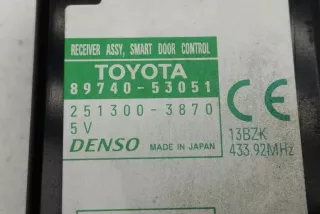 RECEIVER ASSY, SMART DOOR CONTROL
TOYOTA
89740-53051
251300-3870
5V
DENSO MADE IN JAPAN
CE
13BZK
433.92MHz